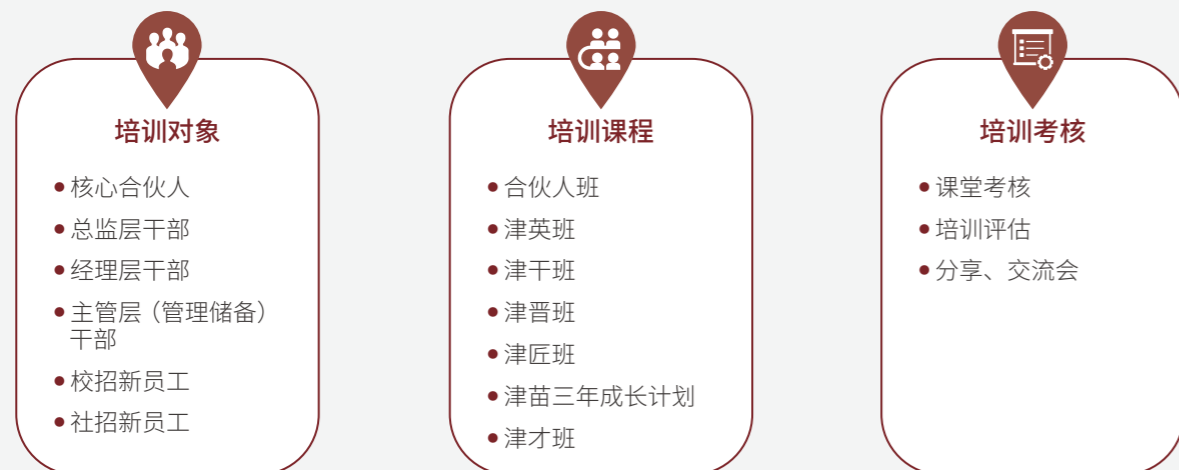 培训对象
● 核心合伙人
● 总监层干部
● 经理层干部
● 主管层（管理储备）
干部
● 校招新员工
● 社招新员工
培训课程
● 合伙人班
● 津英班
● 津干班
● 津晋班
● 津匠班
● 津苗三年成长计划
● 津才班
培训考核
● 课堂考核
● 培训评估
● 分享、交流会